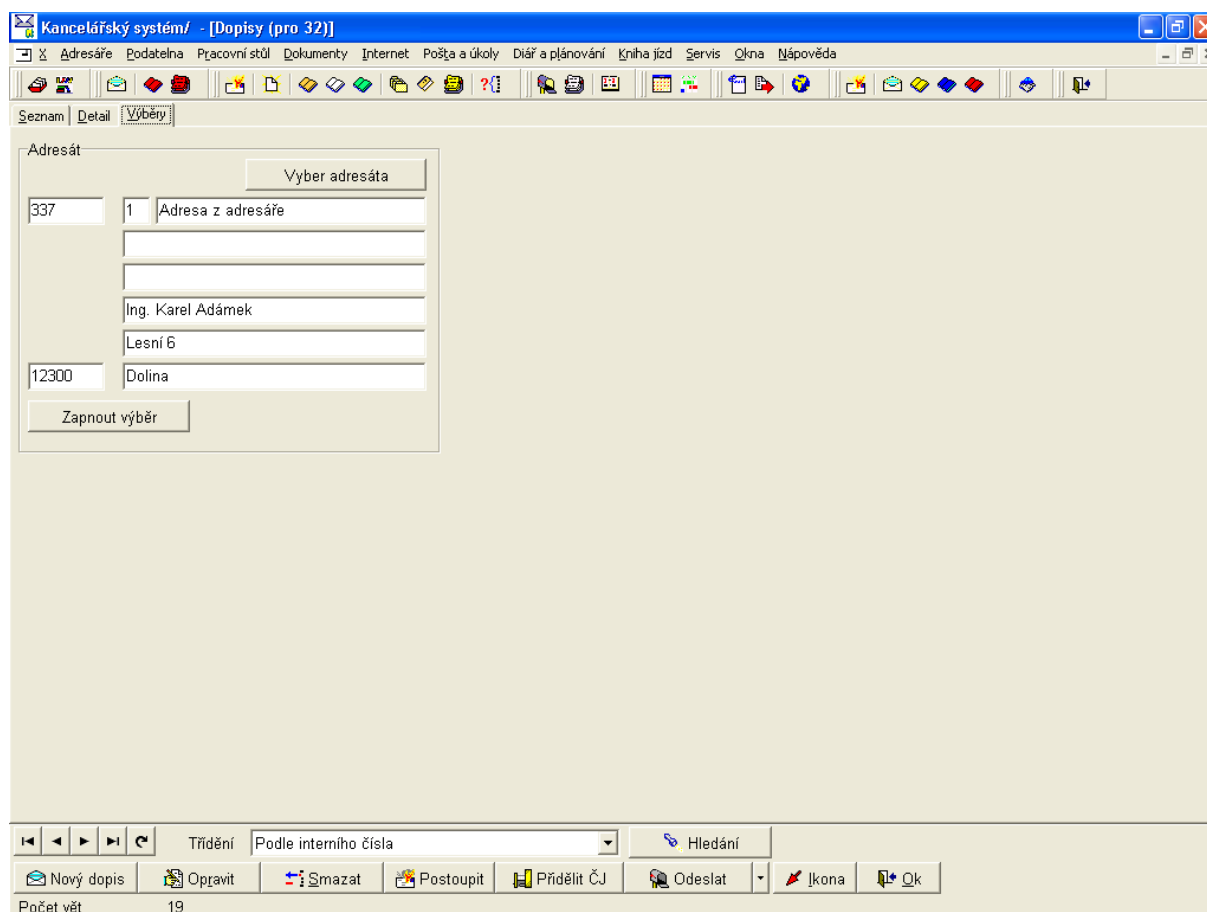 Kancelářský systém/ - [Dopisy (pro 32)]
X Adresáře Podatelna Pracovní stůl Dokumenty Internet Pošta a úkoly Diář a plánování Kniha jízd Servis Okna Nápověda
Seznam Detail Výběry
Adresát
Vyber adresáta
337 1 Adresa z adresáře
Ing. Karel Adámek
Lesní 6
12300 Dolina
Zapnout výběr
Třídění Podle interního čísla Hledání
Nový dopis Opravit Smazat Postoupit Přidělit ČJ Odeslat Ikona Ok
Počet vět 19